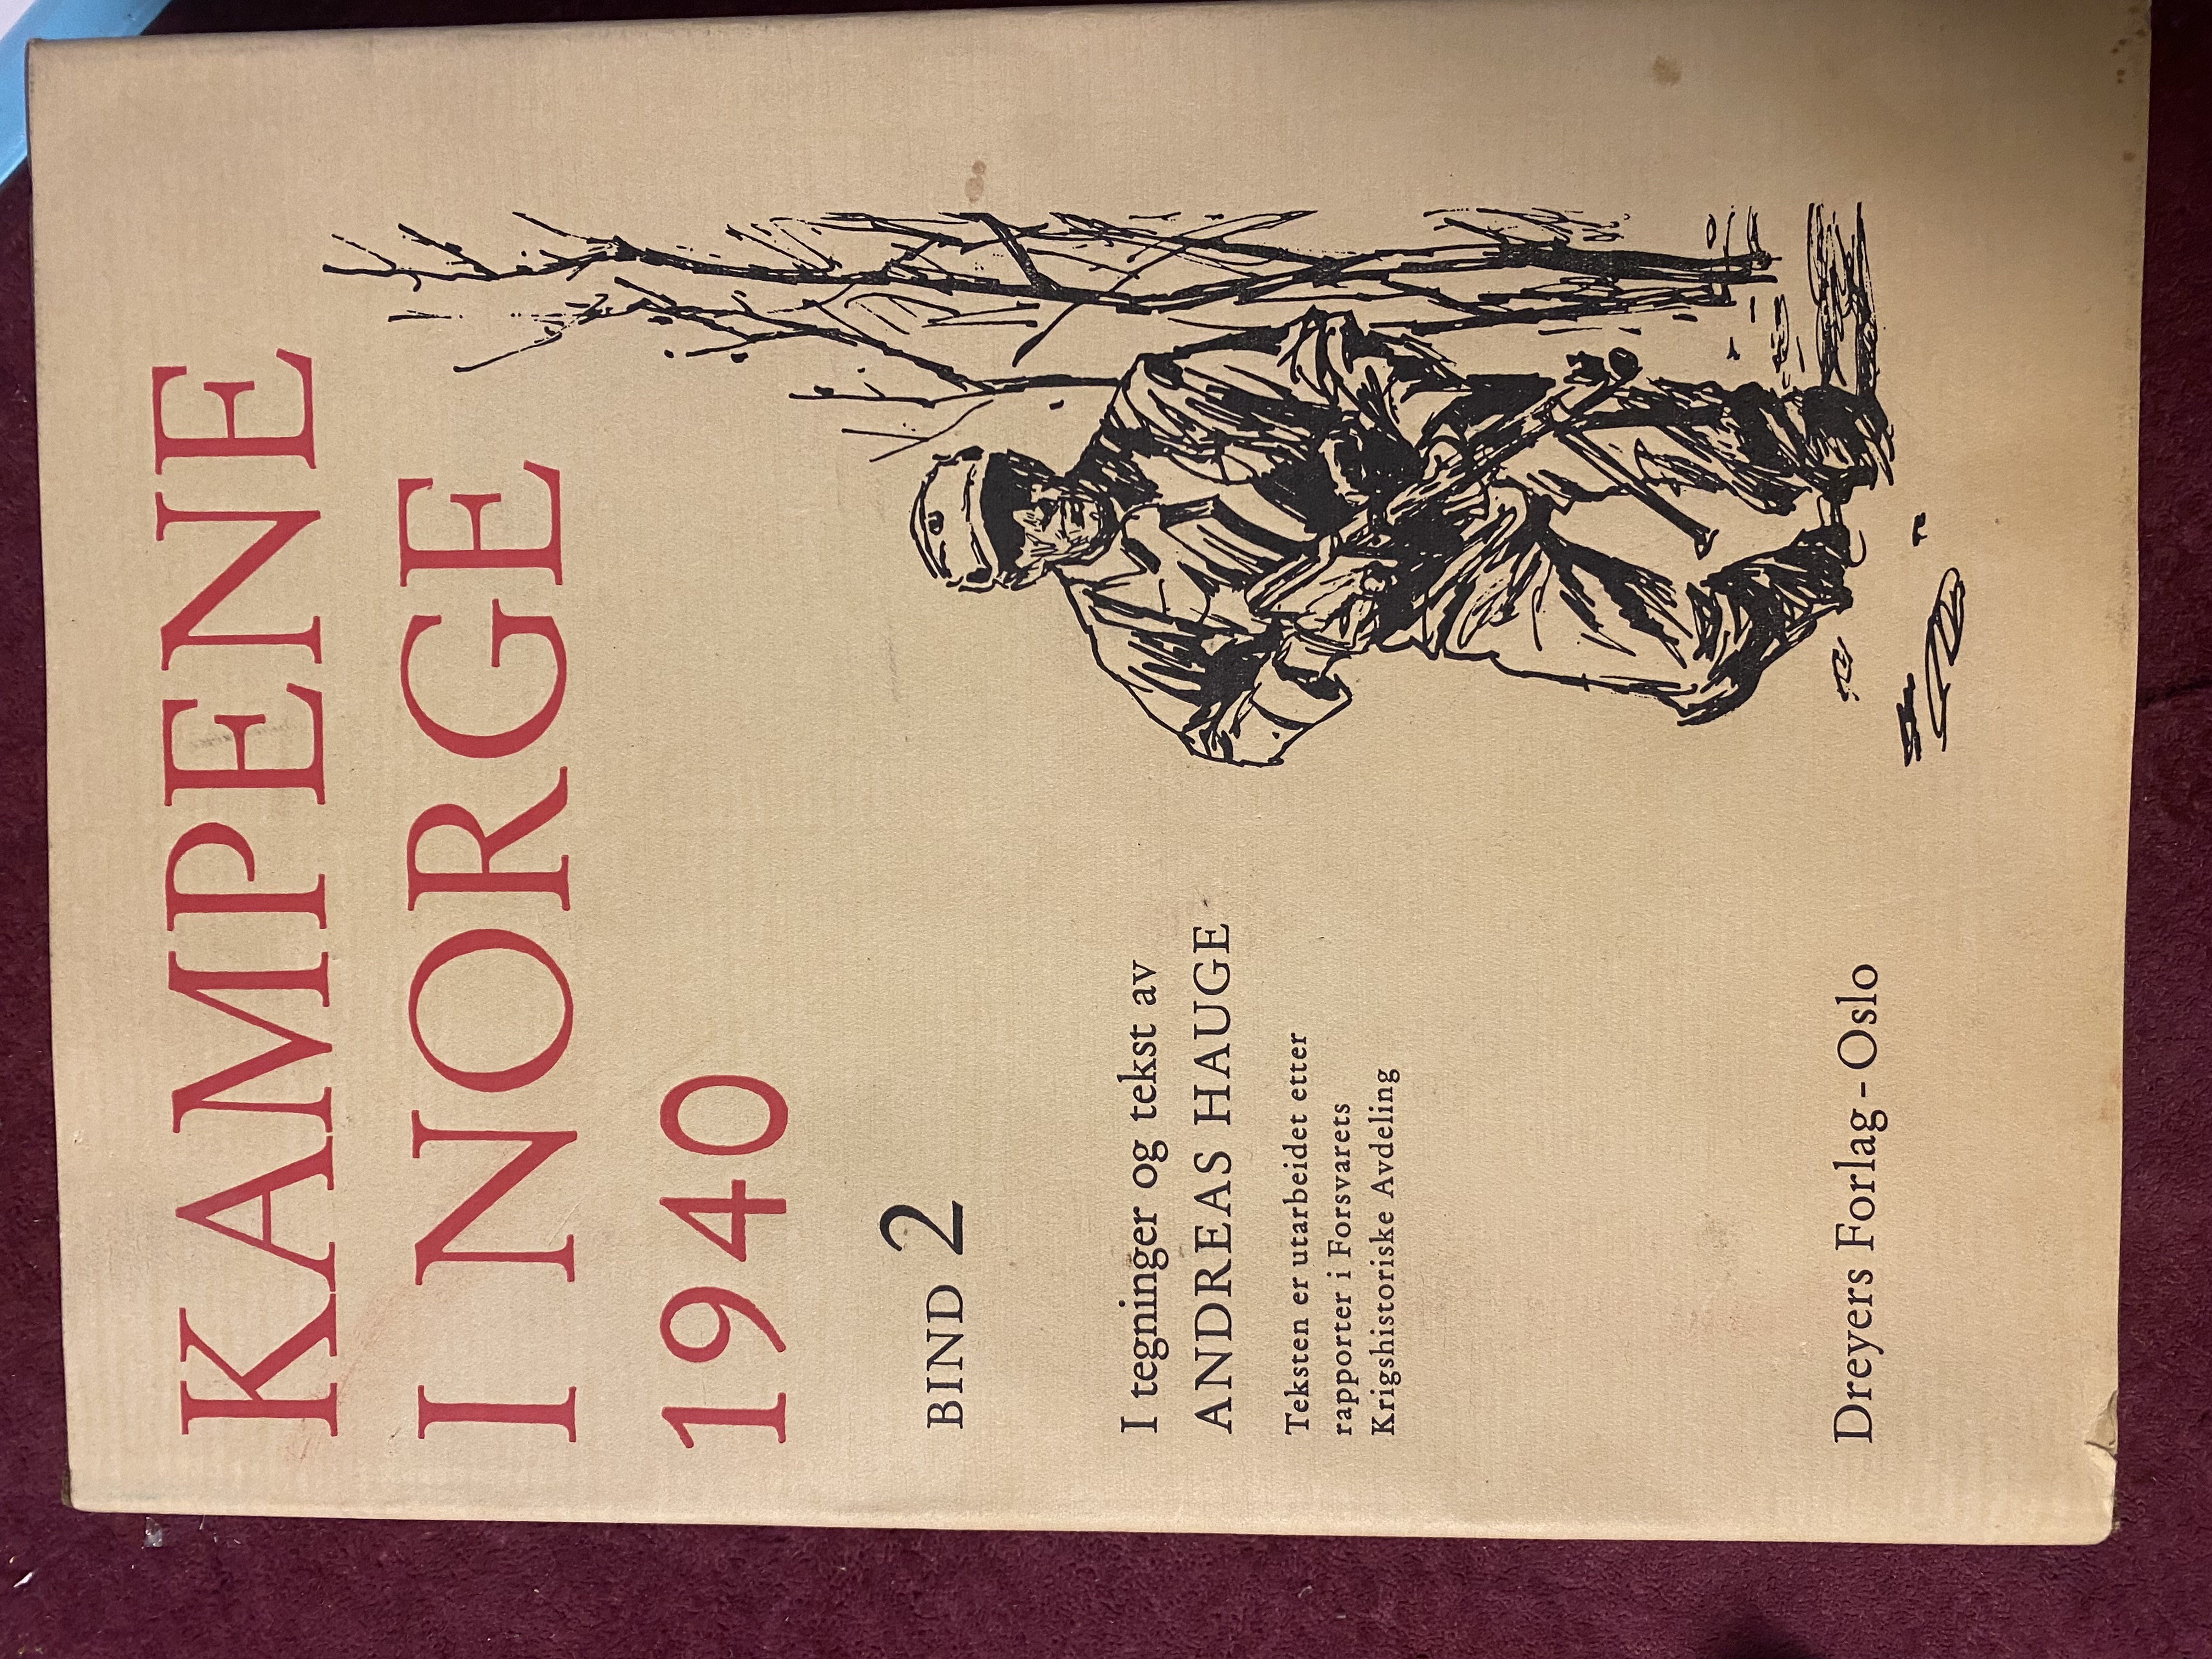 KAMPENE
I NORGE
1940
BIND 2
I tegninger og tekst av
ANDREAS HAUGE
Teksten er utarbeidet etter
rapporter i Forsvarets
Krigshistoriske Avdeling
Dreyers Forlag - Oslo